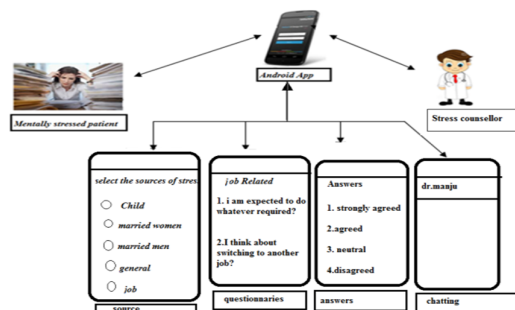 Android App
Mentally stressed patient
Stress counsellor
select the sources of stres
Child
married women
married men
general
job
source
job Related
1. i am expected to do
whatever required?
2.I think about
switching to another
job?
questionnaries
Answers
1. strongly agreed
2.agreed
3. neutral
4.disagreed
answers
dr.manju
chatting